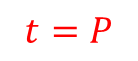 t = P